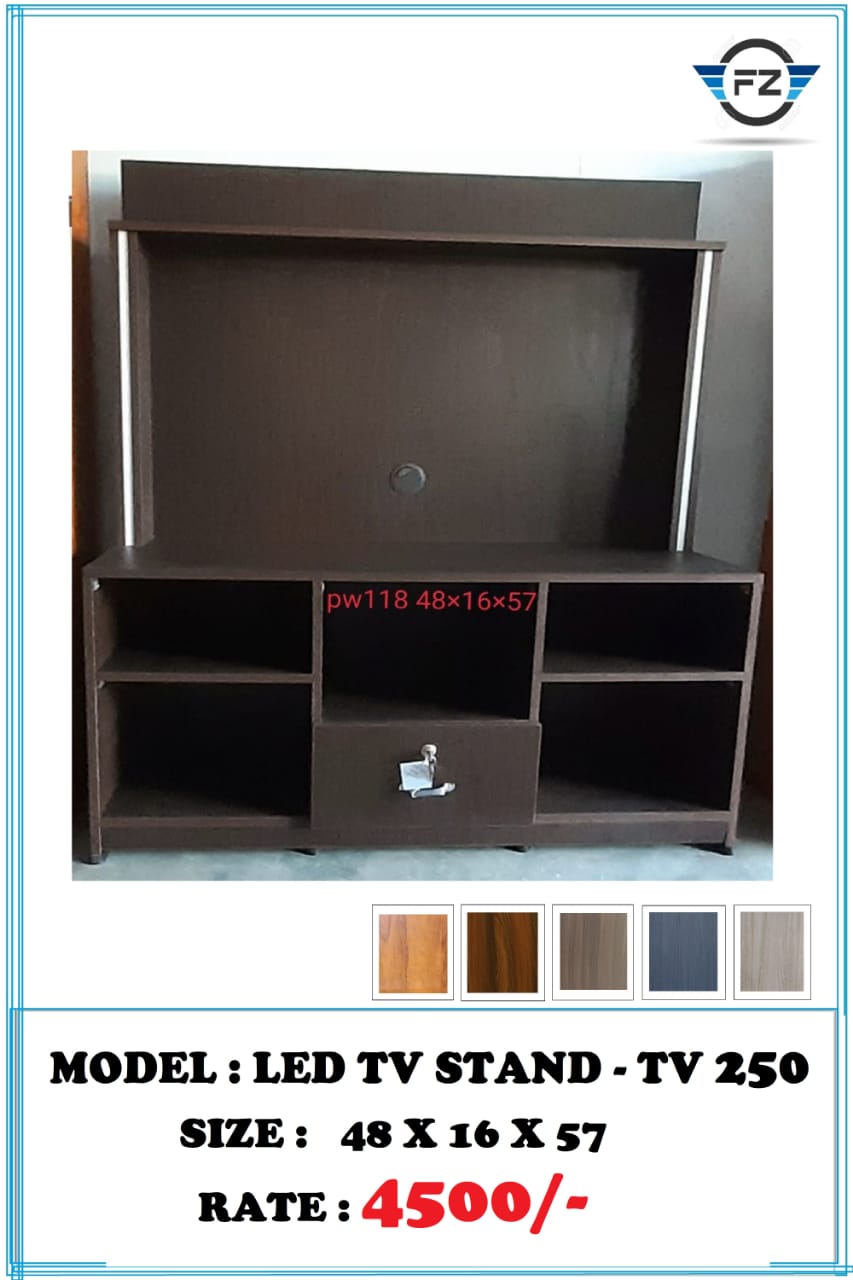 FZ
pw118 48×16×57
MODEL : LED TV STAND - TV 250
SIZE : 48 X 16 X 57
RATE : 4500/-